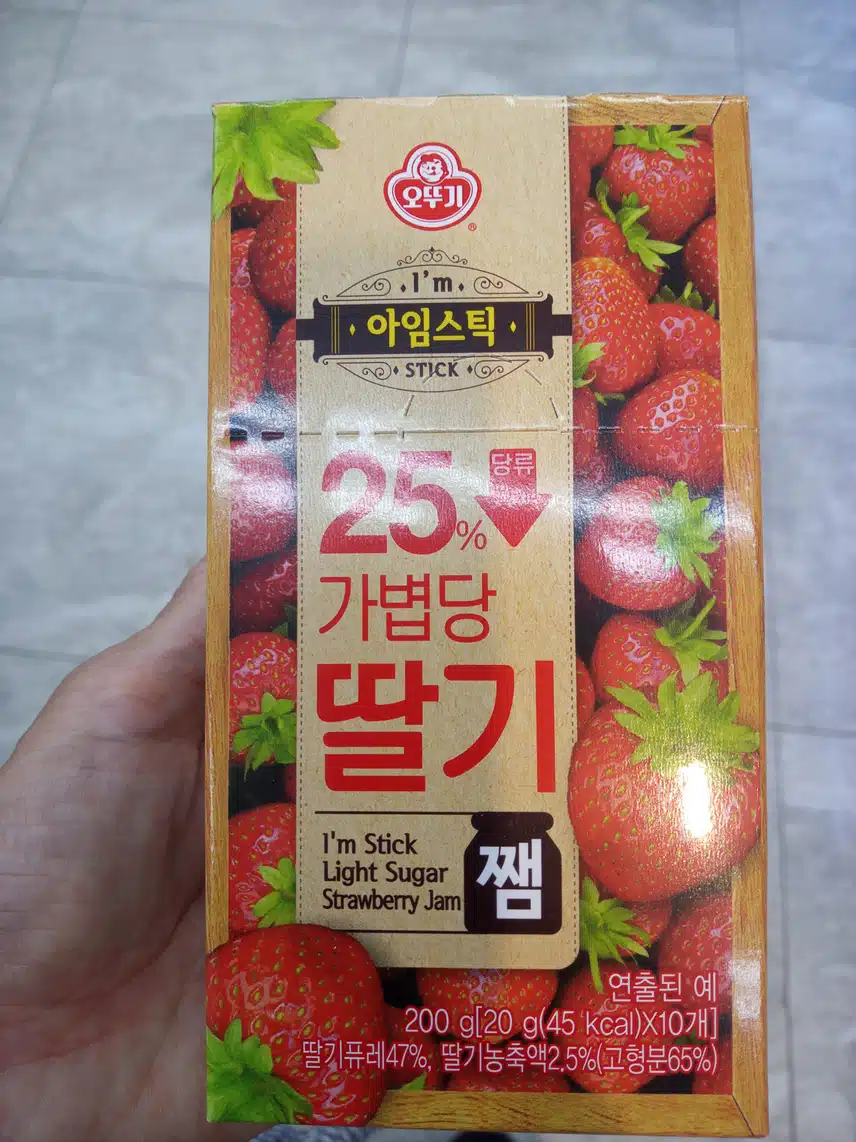 오뚜기
®
I'm
아임스틱
STICK
25% 당류
가볍당
딸기
I'm Stick
Light Sugar
Strawberry Jam
쨈
연출된 예
200 g[20 g(45 kcal)X10개]
딸기퓨레47%, 딸기농축액2.5%(고형분65%)